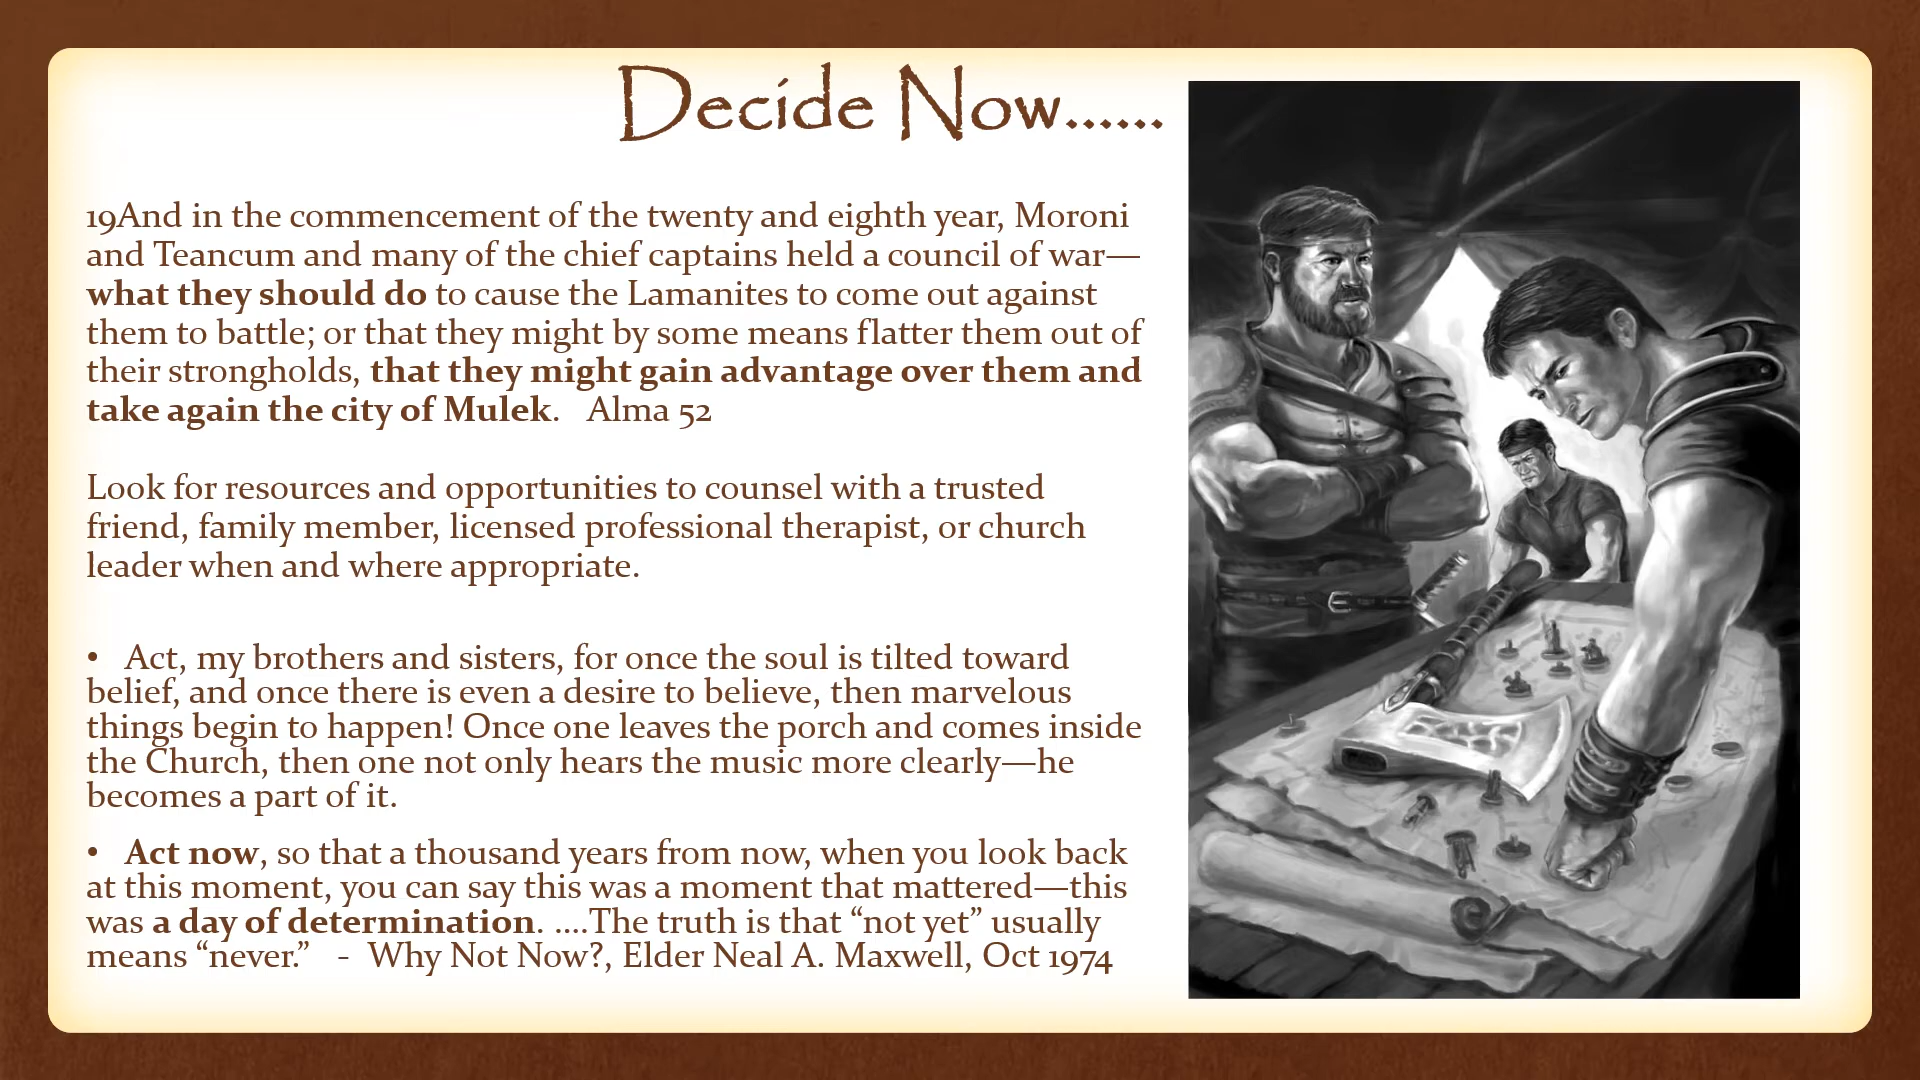 Decide Now......
19And in the commencement of the twenty and eighth year, Moroni
and Teancum and many of the chief captains held a council of war—
what they should do to cause the Lamanites to come out against
them to battle; or that they might by some means flatter them out of
their strongholds, that they might gain advantage over them and
take again the city of Mulek. Alma 52
Look for resources and opportunities to counsel with a trusted
friend, family member, licensed professional therapist, or church
leader when and where appropriate.
• Act, my brothers and sisters, for once the soul is tilted toward
belief, and once there is even a desire to believe, then marvelous
things begin to happen! Once one leaves the porch and comes inside
the Church, then one not only hears the music more clearly—he
becomes a part of it.
• Act now, so that a thousand years from now, when you look back
at this moment, you can say this was a moment that mattered—this
was a day of determination. ....The truth is that “not yet” usually
means “never.” - Why Not Now?, Elder Neal A. Maxwell, Oct 1974